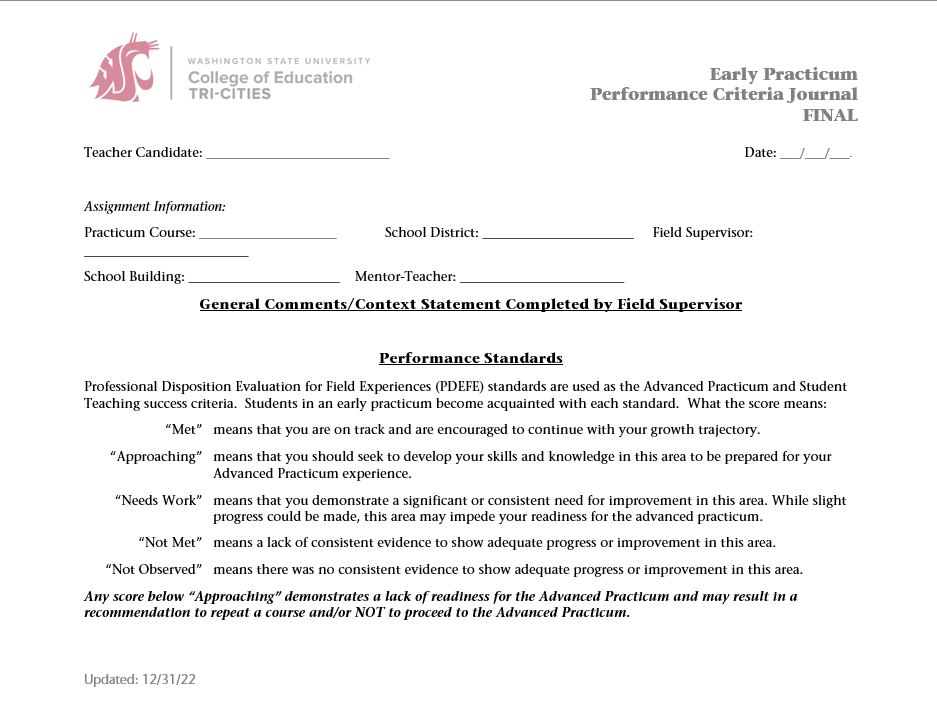 WASHINGTON STATE UNIVERSITY
College of Education
TRI-CITIES
Early Practicum
Performance Criteria Journal
FINAL
Teacher Candidate: ___________________________ Date: ___/___/___.
Assignment Information:
Practicum Course: ____________________ School District: ______________________ Field Supervisor:
________________________
School Building: ______________________ Mentor-Teacher: ________________________
General Comments/Context Statement Completed by Field Supervisor
Performance Standards
Professional Disposition Evaluation for Field Experiences (PDEFE) standards are used as the Advanced Practicum and Student
Teaching success criteria.  Students in an early practicum become acquainted with each standard.  What the score means:
“Met” means that you are on track and are encouraged to continue with your growth trajectory.
“Approaching” means that you should seek to develop your skills and knowledge in this area to be prepared for your
Advanced Practicum experience.
“Needs Work” means that you demonstrate a significant or consistent need for improvement in this area. While slight
progress could be made, this area may impede your readiness for the advanced practicum.
“Not Met” means a lack of consistent evidence to show adequate progress or improvement in this area.
“Not Observed” means there was no consistent evidence to show adequate progress or improvement in this area.
Any score below “Approaching” demonstrates a lack of readiness for the Advanced Practicum and may result in a
recommendation to repeat a course and/or NOT to proceed to the Advanced Practicum.
Updated: 12/31/22